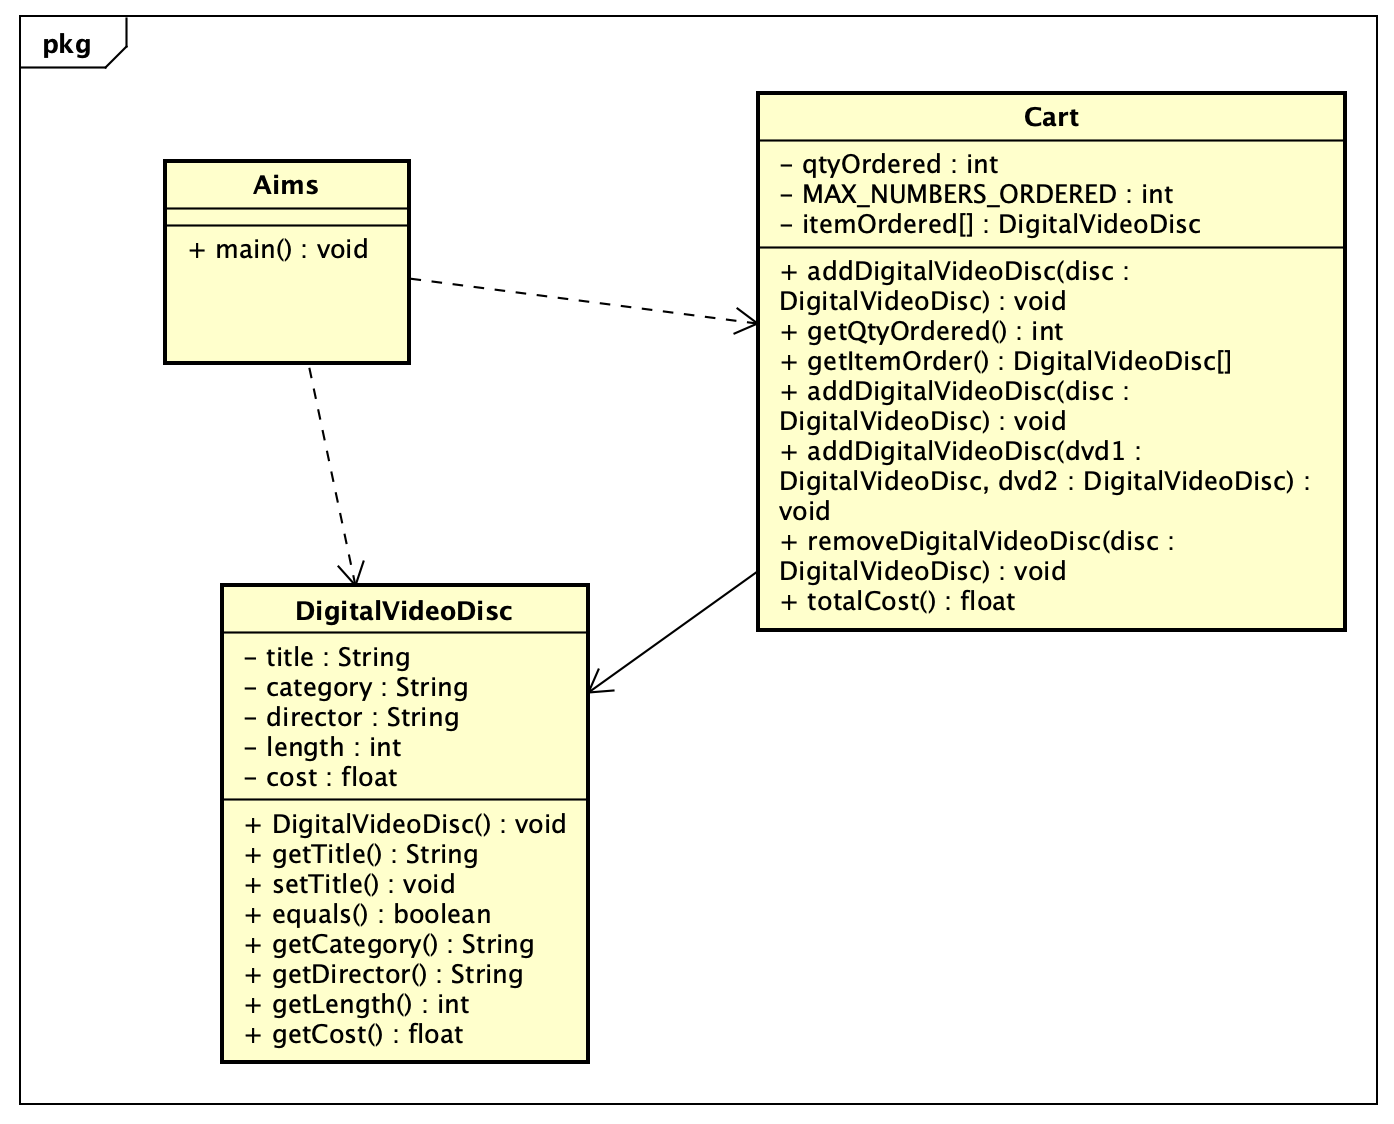 pkg
Aims
+ main() : void
Cart
- qtyOrdered : int
- MAX_NUMBERS_ORDERED : int
- itemOrdered[] : DigitalVideoDisc
+ addDigitalVideoDisc(disc :
DigitalVideoDisc) : void
+ getQtyOrdered() : int
+ getItemOrder() : DigitalVideoDisc[]
+ addDigitalVideoDisc(disc :
DigitalVideoDisc) : void
+ addDigitalVideoDisc(dvd1 :
DigitalVideoDisc, dvd2 : DigitalVideoDisc) :
void
+ removeDigitalVideoDisc(disc :
DigitalVideoDisc) : void
+ totalCost() : float
DigitalVideoDisc
- title : String
- category : String
- director : String
- length : int
- cost : float
+ DigitalVideoDisc() : void
+ getTitle() : String
+ setTitle() : void
+ equals() : boolean
+ getCategory() : String
+ getDirector() : String
+ getLength() : int
+ getCost() : float